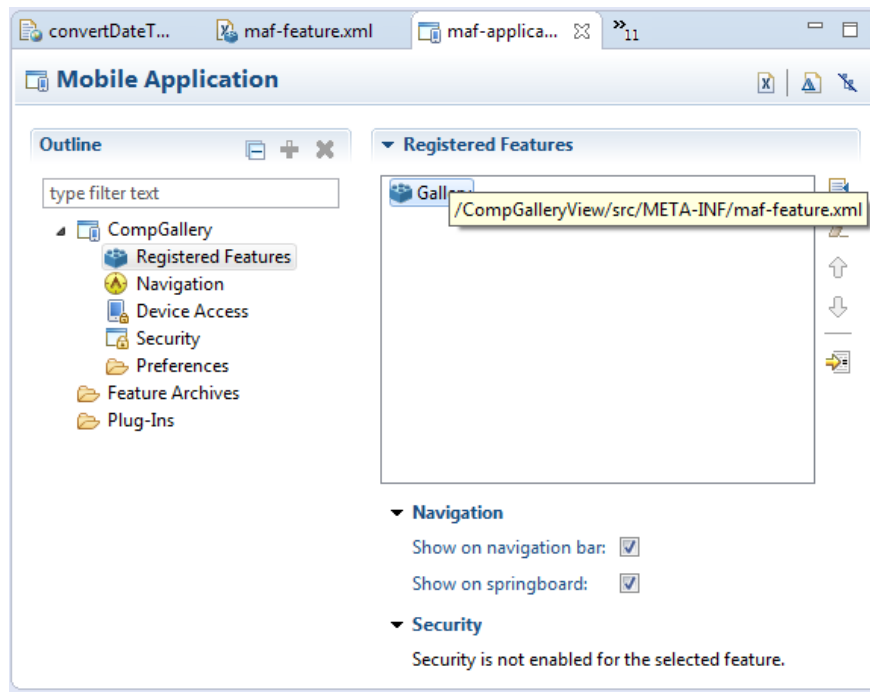 convertDateT...
maf-feature.xml
maf-applica...
»11
Mobile Application
Outline
type filter text
CompGallery
Registered Features
Navigation
Device Access
Security
Preferences
Feature Archives
Plug-Ins
Registered Features
Gallery
/CompGalleryView/src/META-INF/maf-feature.xml
Navigation
Show on navigation bar:
Show on springboard:
Security
Security is not enabled for the selected feature.